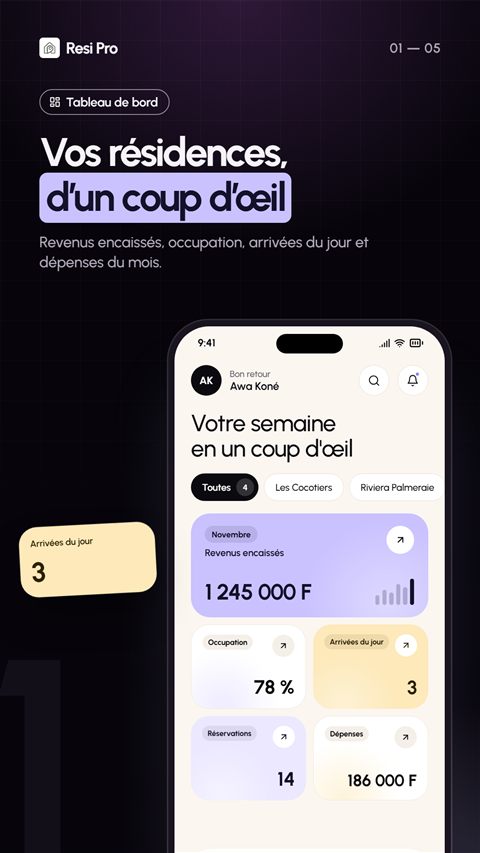 Resi Pro
01 — 05
Tableau de bord
Vos résidences,
d'un coup d'œil
Revenus encaissés, occupation, arrivées du jour et
dépenses du mois.
9:41
AK
Bon retour
Awa Koné
Votre semaine
en un coup d'œil
Toutes 4
Les Cocotiers
Riviera Palmeraie
Arrivées du jour
3
Novembre
Revenus encaissés
1 245 000 F
Occupation
78 %
Arrivées du jour
3
Réservations
14
Dépenses
186 000 F
1